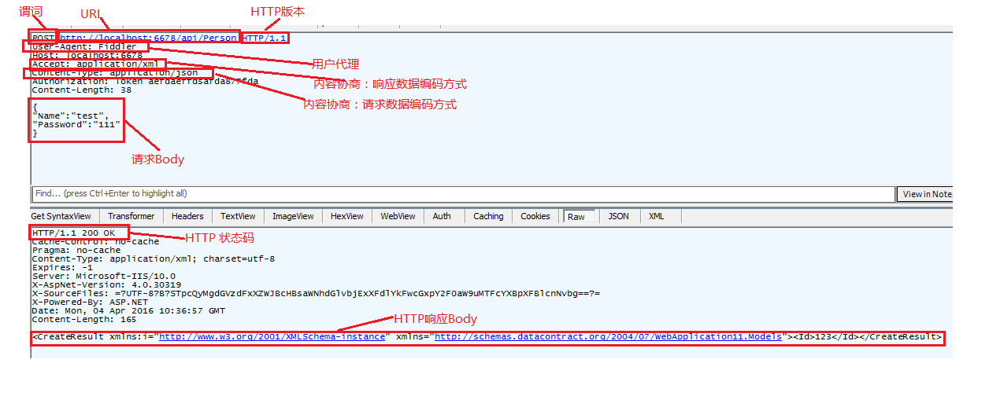 谓词 URL HTTP版本
POST http://localhost:6678/api/Person HTTP/1.1
User-Agent: Fiddler
Host: localhost:6678
用户代理
Accept: application/xml
Content-Type: application/json
内容协商：响应数据编码方式
Authorization: Token
Content-Length: 38
内容协商：请求数据编码方式
{
"Name":"test",
"Password":"111"
}
请求Body
Find... (press Ctrl+Enter to highlight all) View in Note
Get SyntaxView Transformer Headers TextView ImageView HexView WebView Auth Caching Cookies Raw JSON XML
HTTP/1.1 200 OK
HTTP 状态码
Cache-Control: no-cache
Pragma: no-cache
Content-Type: application/xml; charset=utf-8
Expires: -1
Server: Microsoft-IIS/10.0
X-AspNet-Version: 4.0.30319
X-SourceFiles: =?UTF-8?B?STpcQyMgdGVzdFxXZWJBcHBsaWNhdGlvbjExXFdlYkFwcGxpY2F0aW9uMTFcYXBpXFBlcnNvbg==?=
X-Powered-By: ASP.NET
Date: Mon, 04 Apr 2016 10:36:57 GMT
Content-Length: 165
HTTP响应Body
<CreateResult xmlns:i="http://www.w3.org/2001/XMLSchema-instance" xmlns="http://schemas.datacontract.org/2004/07/WebApplication11.Models"><Id>123</Id></CreateResult>